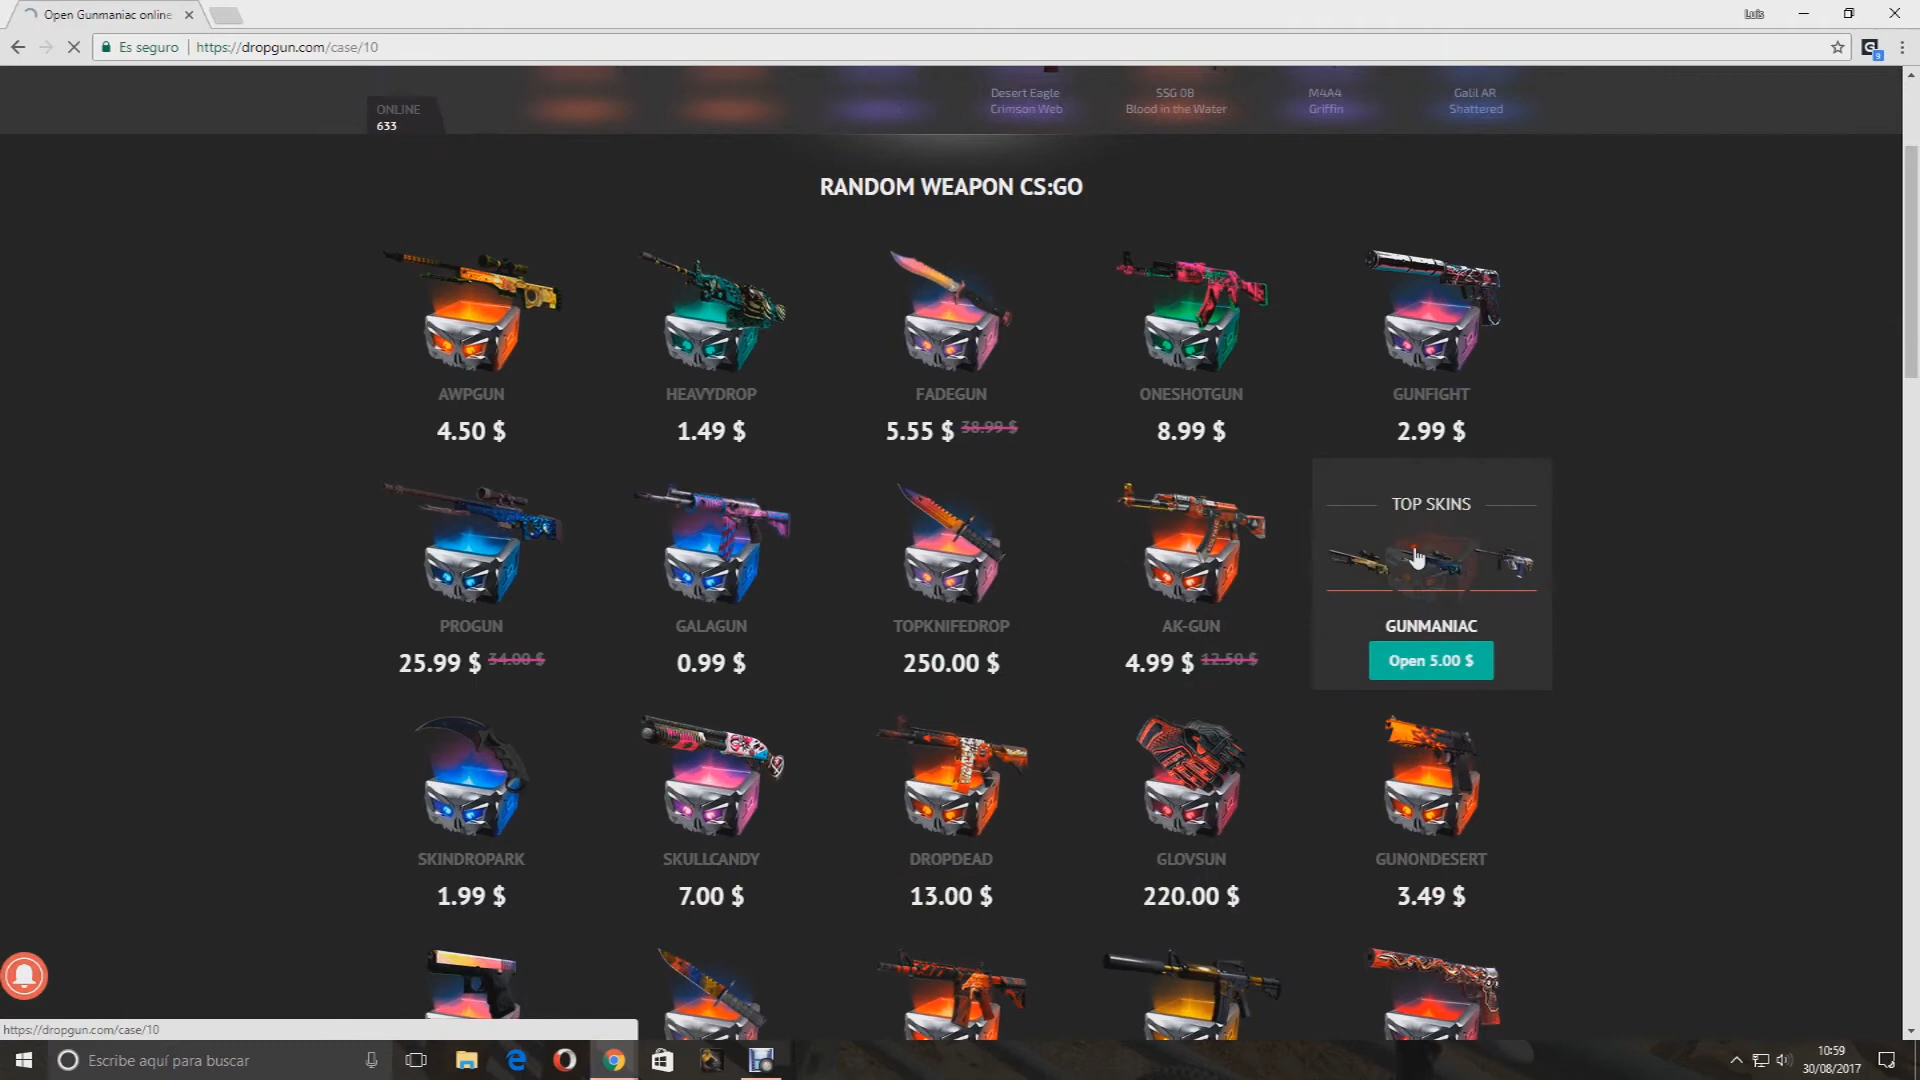 Open Gunmaniac online
Luis
Es seguro
https://dropgun.com/case/10
9
ONLINE
633
Desert Eagle
Crimson Web
SSG 08
Blood in the Water
M4A4
Griffin
Galil AR
Shattered
RANDOM WEAPON CS:GO
AWPGUN
HEAVYDROP
FADEGUN
ONESHOTGUN
GUNFIGHT
4.50 $
1.49 $
5.55 $ 38.99 $
8.99 $
2.99 $
TOP SKINS
PROGUN
GALAGUN
TOPKNIFEDROP
AK-GUN
GUNMANIAC
25.99 $ 34.00 $
0.99 $
250.00 $
4.99 $ 12.50 $
Open 5.00 $
SKINDROPARK
SKULLCANDY
DROPDEAD
GLOVSUN
GUNONDESERT
1.99 $
7.00 $
13.00 $
220.00 $
3.49 $
https://dropgun.com/case/10
Escribe aquí para buscar
10:59
30/08/2017